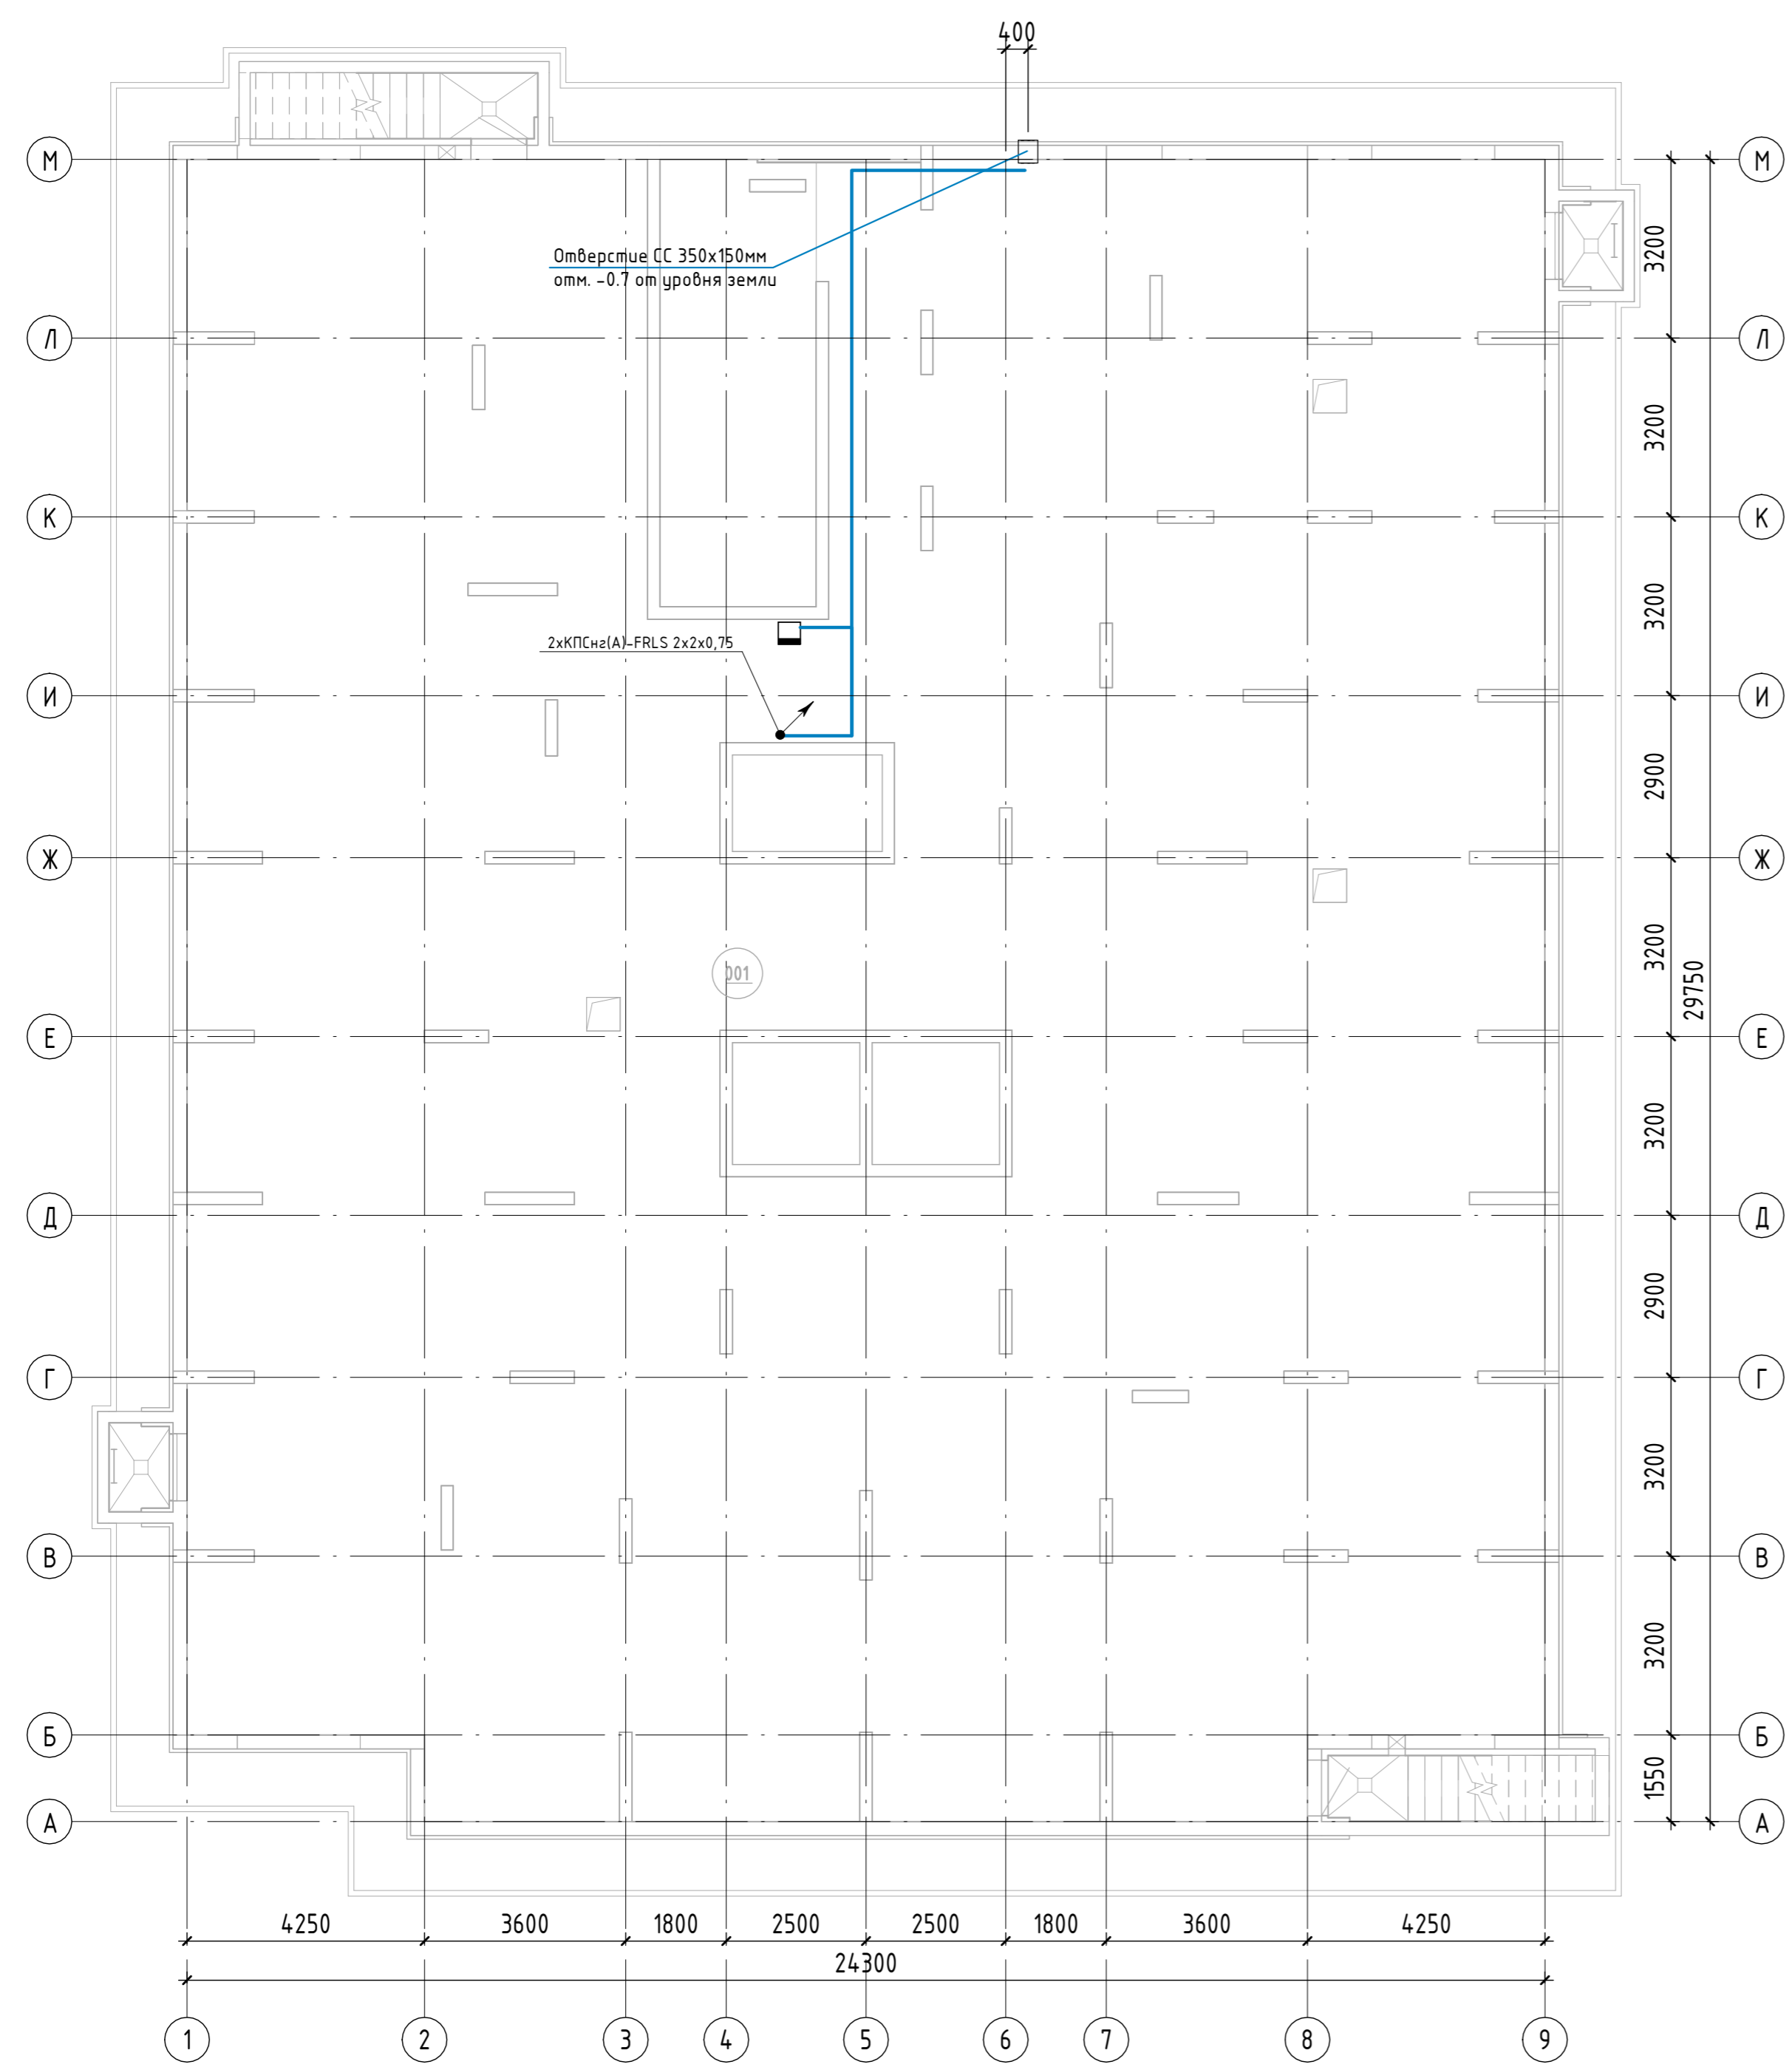 400
М
М
Отверстие СС 350х150мм
отм. -0.7 от уровня земли
3200
Л
Л
3200
К
К
3200
2хКПСнг(А)-FRLS 2х2х0,75
И
И
2900
Ж
Ж
3200
001
29750
Е
Е
3200
Д
Д
2900
Г
Г
3200
В
В
3200
Б
Б
1550
А
А
4250 3600 1800 2500 2500 1800 3600 4250
24300
1 2 3 4 5 6 7 8 9